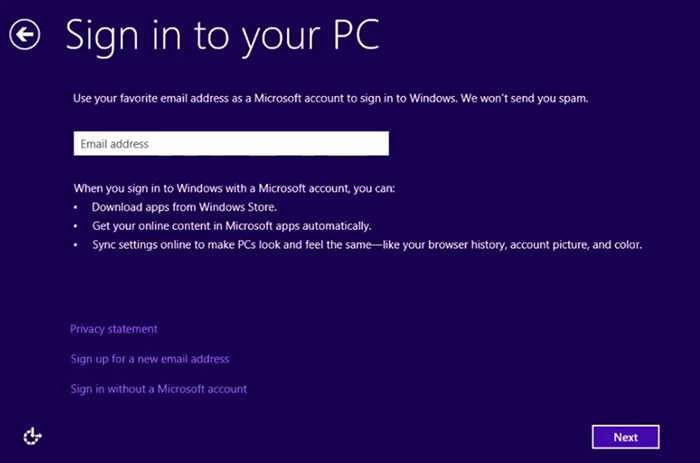 Sign in to your PC
Use your favorite email address as a Microsoft account to sign in to Windows. We won't send you spam.
Email address
When you sign in to Windows with a Microsoft account, you can:
• Download apps from Windows Store.
• Get your online content in Microsoft apps automatically.
• Sync settings online to make PCs look and feel the same—like your browser history, account picture, and color.
Privacy statement
Sign up for a new email address
Sign in without a Microsoft account
Next